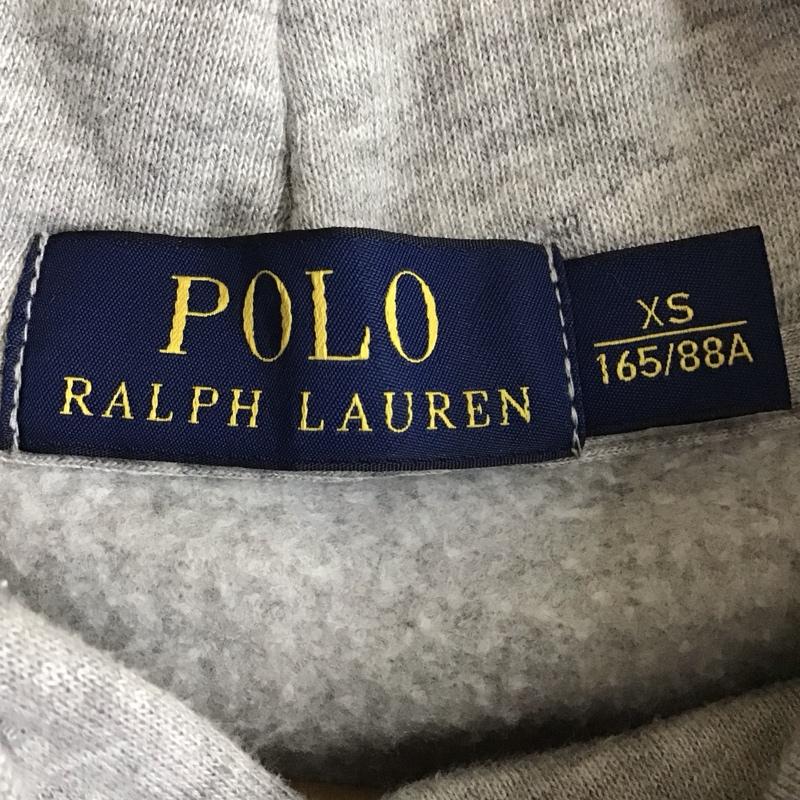 POLO
RALPH LAUREN
XS
165/88A